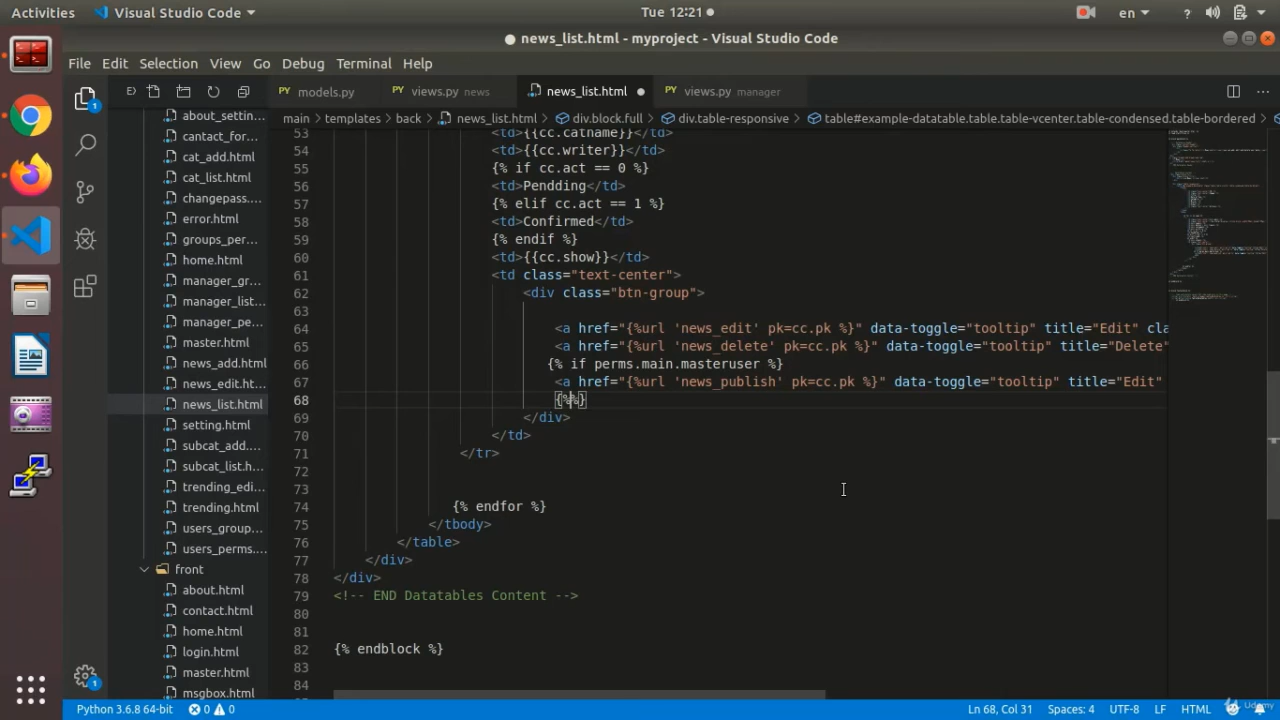 Activities
Visual Studio Code
Tue 12:21
en
news_list.html - myproject - Visual Studio Code
File Edit Selection View Go Debug Terminal Help
models.py
views.py news
news_list.html
views.py manager
main
templates
back
news_list.html
div.block.full
div.table-responsive
table#example-datatable.table.table-vcenter.table-condensed.table-bordered
about_settin...
cantact_for...
cat_add.html
cat_list.html
changepass....
error.html
groups_per...
home.html
manager_gr...
manager_list...
manager_pe...
master.html
news_add.html
news_edit.ht...
news_list.html
setting.html
subcat_add....
subcat_list.h...
trending_edi...
trending.html
users_group...
users_perms....
front
about.html
contact.html
home.html
login.html
master.html
msgbox.html
53 <td>{{cc.catname}}</td>
54 <td>{{cc.writer}}</td>
55 {% if cc.act == 0 %}
56 <td>Pendding</td>
57 {% elif cc.act == 1 %}
58 <td>Confirmed</td>
59 {% endif %}
60 <td>{{cc.show}}</td>
61 <td class="text-center">
62 <div class="btn-group">
63
64 <a href="{%url 'news_edit' pk=cc.pk %}" data-toggle="tooltip" title="Edit" cla
65 <a href="{%url 'news_delete' pk=cc.pk %}" data-toggle="tooltip" title="Delete"
66 {% if perms.main.masteruser %}
67 <a href="{%url 'news_publish' pk=cc.pk %}" data-toggle="tooltip" title="Edit"
68 {%%}
69 </div>
70 </td>
71 </tr>
72
73
74 {% endfor %}
75 </tbody>
76 </table>
77 </div>
78 </div>
79 <!-- END Datatables Content -->
80
81
82 {% endblock %}
83
84
1
1
Python 3.6.8 64-bit
0
0
Ln 68, Col 31
Spaces: 4
UTF-8
LF
HTML
Udemy